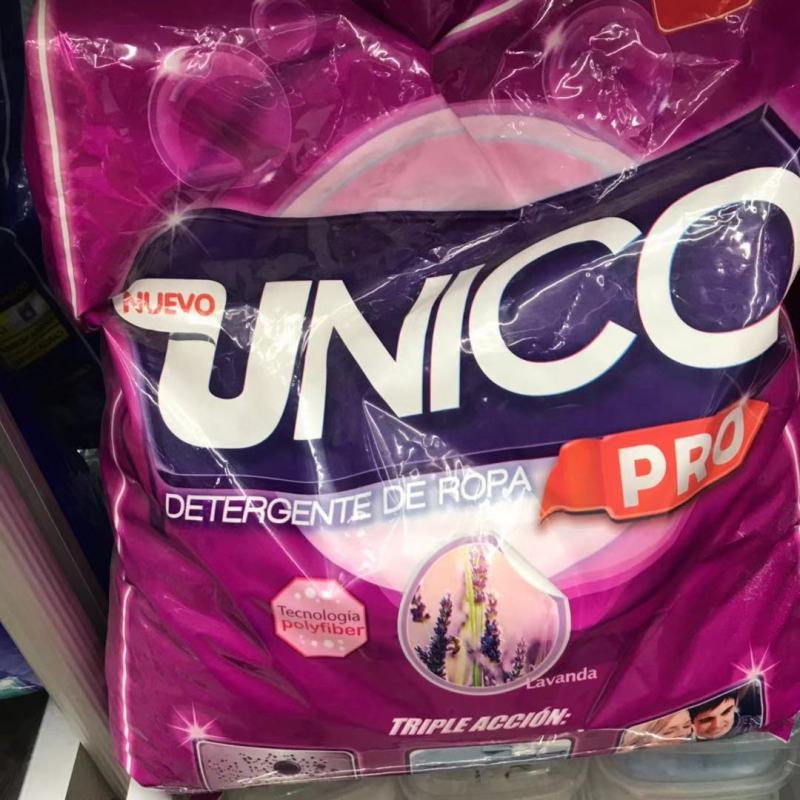 NUEVO
UNICO
PRO
DETERGENTE DE ROPA
Tecnología
polyfiber
Lavanda
TRIPLE ACCIÓN: